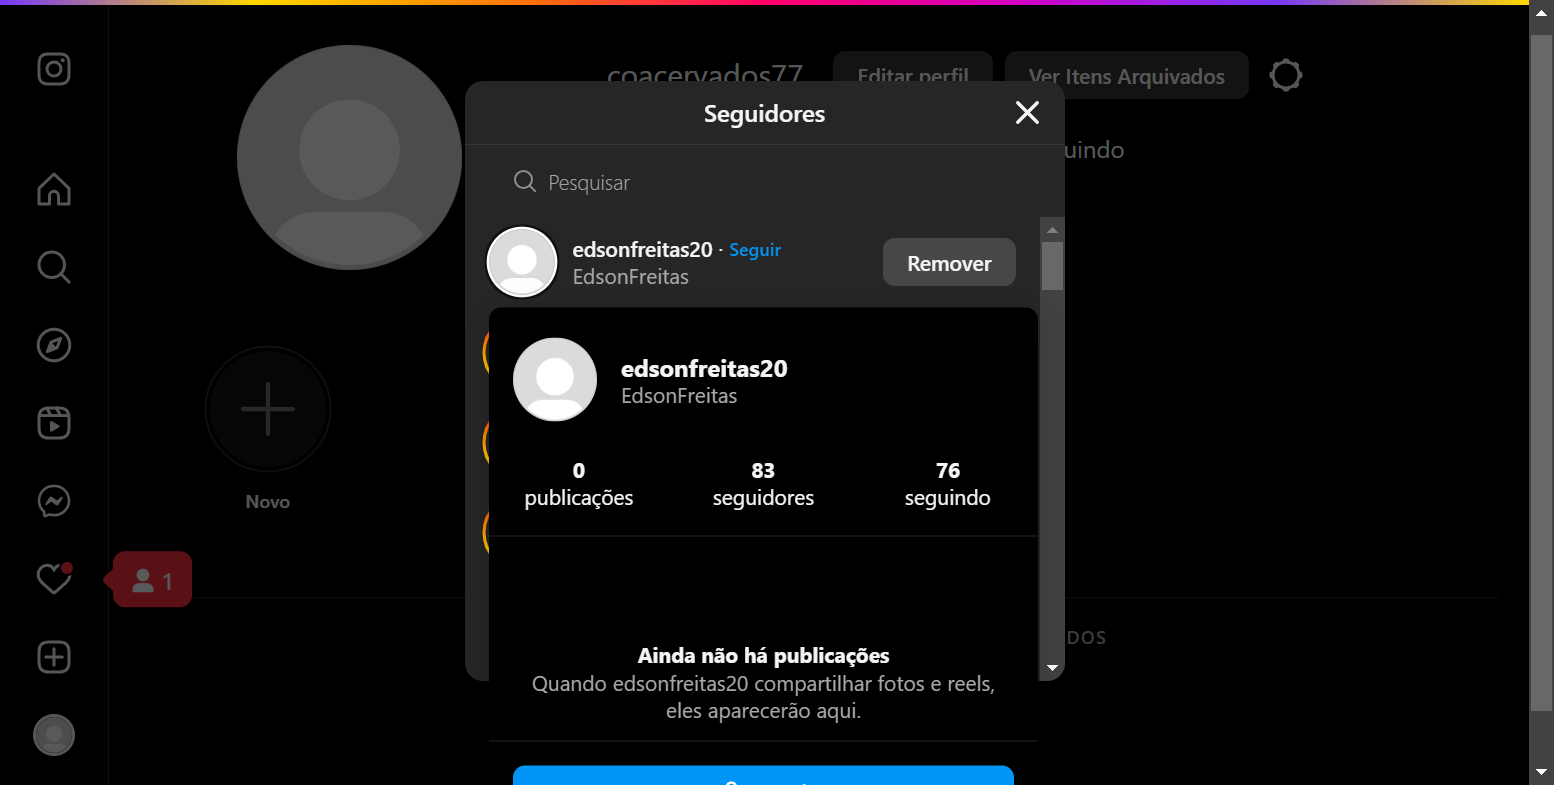 coacervados77
Editar perfil
Ver Itens Arquivados
Seguidores
uindo
Pesquisar
edsonfreitas20 · Seguir
EdsonFreitas
Remover
edsonfreitas20
EdsonFreitas
0
publicações
83
seguidores
76
seguindo
Novo
1
DOS
Ainda não há publicações
Quando edsonfreitas20 compartilhar fotos e reels,
eles aparecerão aqui.